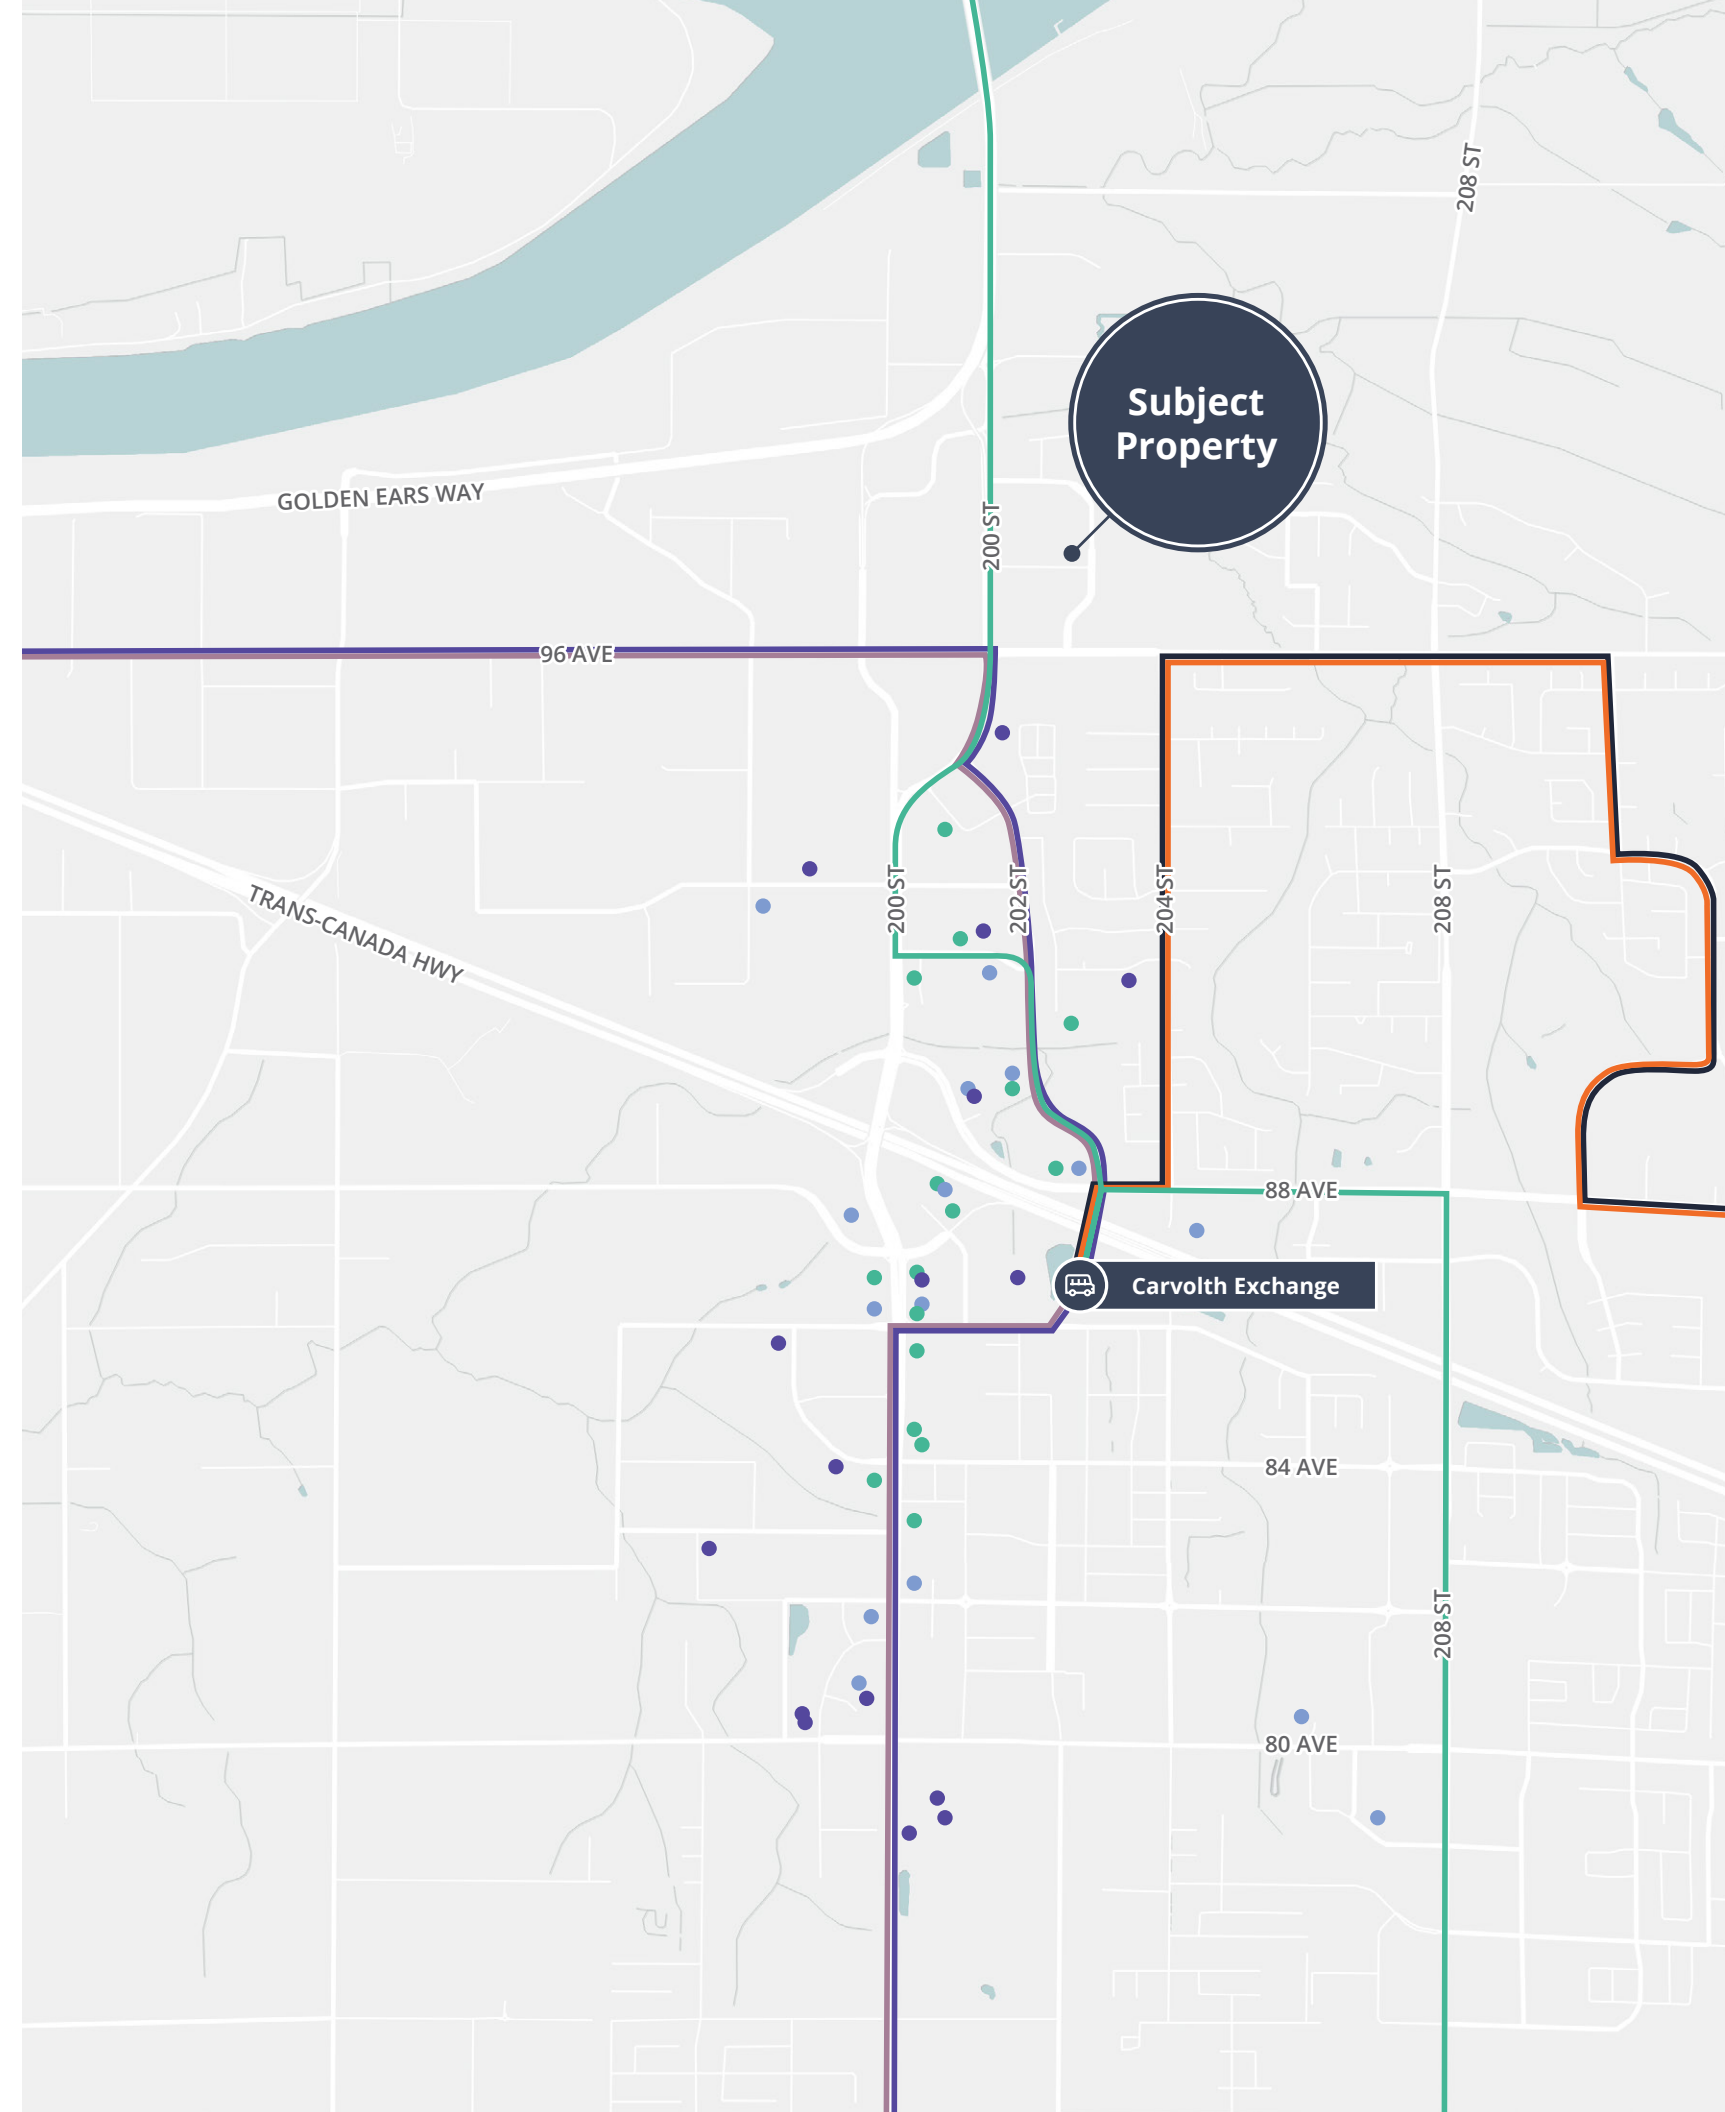 208 ST
Subject
Property
GOLDEN EARS WAY
200 ST
96 AVE
200 ST
202 ST
204 ST
208 ST
TRANS-CANADA HWY
88 AVE
Carvolth Exchange
84 AVE
208 ST
80 AVE